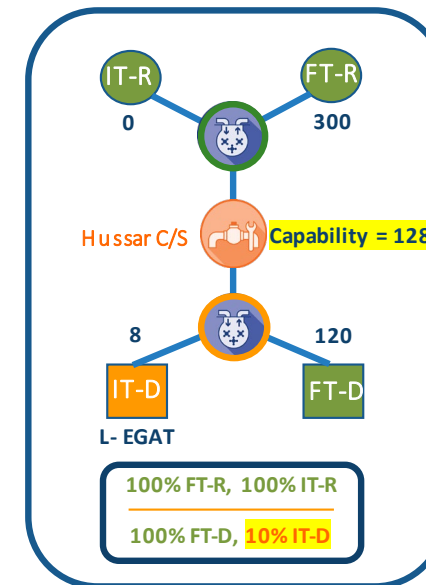 IT-R FT-R
0 300
Hussar C/S Capability = 128
8 120
IT-D FT-D
L- EGAT
100% FT-R, 100% IT-R
100% FT-D, 10% IT-D